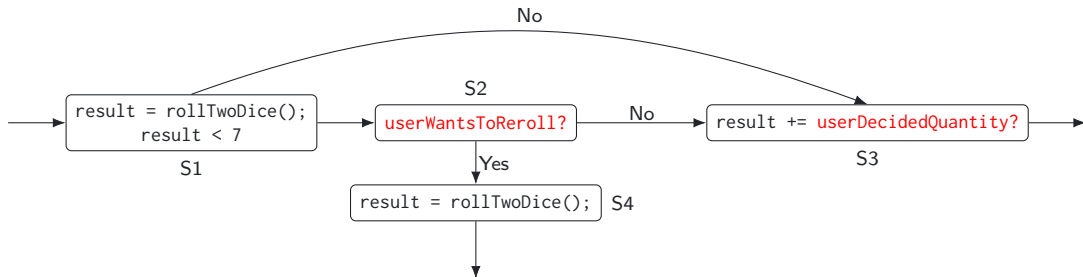 No
S2
result = rollTwoDice();
result < 7
userWantsToReroll?
No
result += userDecidedQuantity?
S1
S3
Yes
result = rollTwoDice();
S4